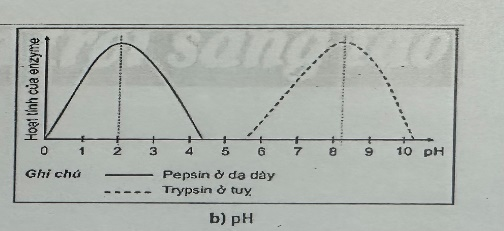 Hoạt tính của enzyme
0 1 2 3 4 5 6 7 8 9 10 pH
Ghi chú
Pepsin ở dạ dày
Trypsin ở tuỵ
b) pH